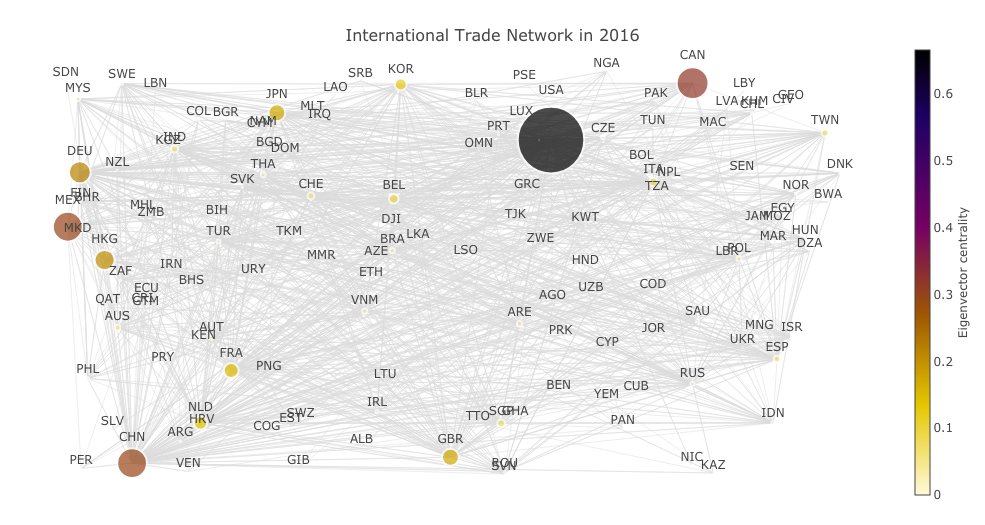 International Trade Network in 2016
SDN
MYS
SWE
LBN
LAO
SRB
KOR
BLR
PSE
USA
NGA
CAN
PAK
LBY
LVA
KHM
CHL
CIV
GEO
TWN
COL
BGR
JPN
NAM
CYM
MLT
IRQ
LUX
PRT
OMN
CZE
TUN
MAC
IND
KGZ
BGD
DOM
DEU
NZL
THA
SVK
CHE
BEL
GRC
BOL
ITA
NPL
TZA
SEN
DNK
FIN
BHR
MEX
MHL
ZMB
BIH
NOR
BWA
EGY
JAM
MOZ
MKD
HKG
TUR
TKM
DJI
BRA
LKA
AZE
TJK
KWT
ZWE
LSO
MAR
HUN
DZA
LBR
POL
ZAF
IRN
BHS
URY
MMR
ETH
HND
COD
UZB
QAT
ECU
CRI
GTM
AUS
VNM
AGO
ARE
SAU
MNG
ISR
AUT
KEN
PRK
JOR
CYP
UKR
ESP
PHL
PRY
FRA
PNG
LTU
BEN
YEM
CUB
RUS
SLV
NLD
HRV
ARG
COG
EST
SWZ
IRL
TTO
SGP
GHA
PAN
IDN
CHN
ALB
GBR
PER
VEN
GIB
ROU
SVN
NIC
KAZ
0.6
0.5
0.4
0.3
0.2
0.1
0
Eigenvector centrality